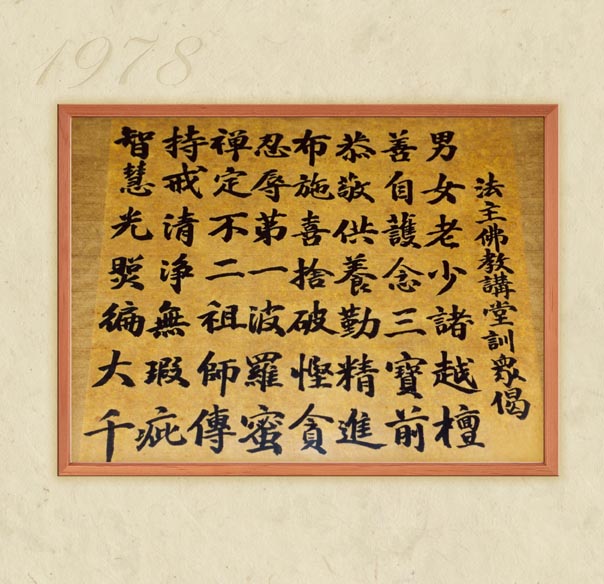 1978
法主佛教講堂訓眾偈
男女老少諸越檀
善自護念三寶前
恭敬供養勤精進
布施喜捨破慳貪
忍辱第一波羅蜜
禅定不二祖師傳
持戒清淨無瑕疵
智慧光照徧大千